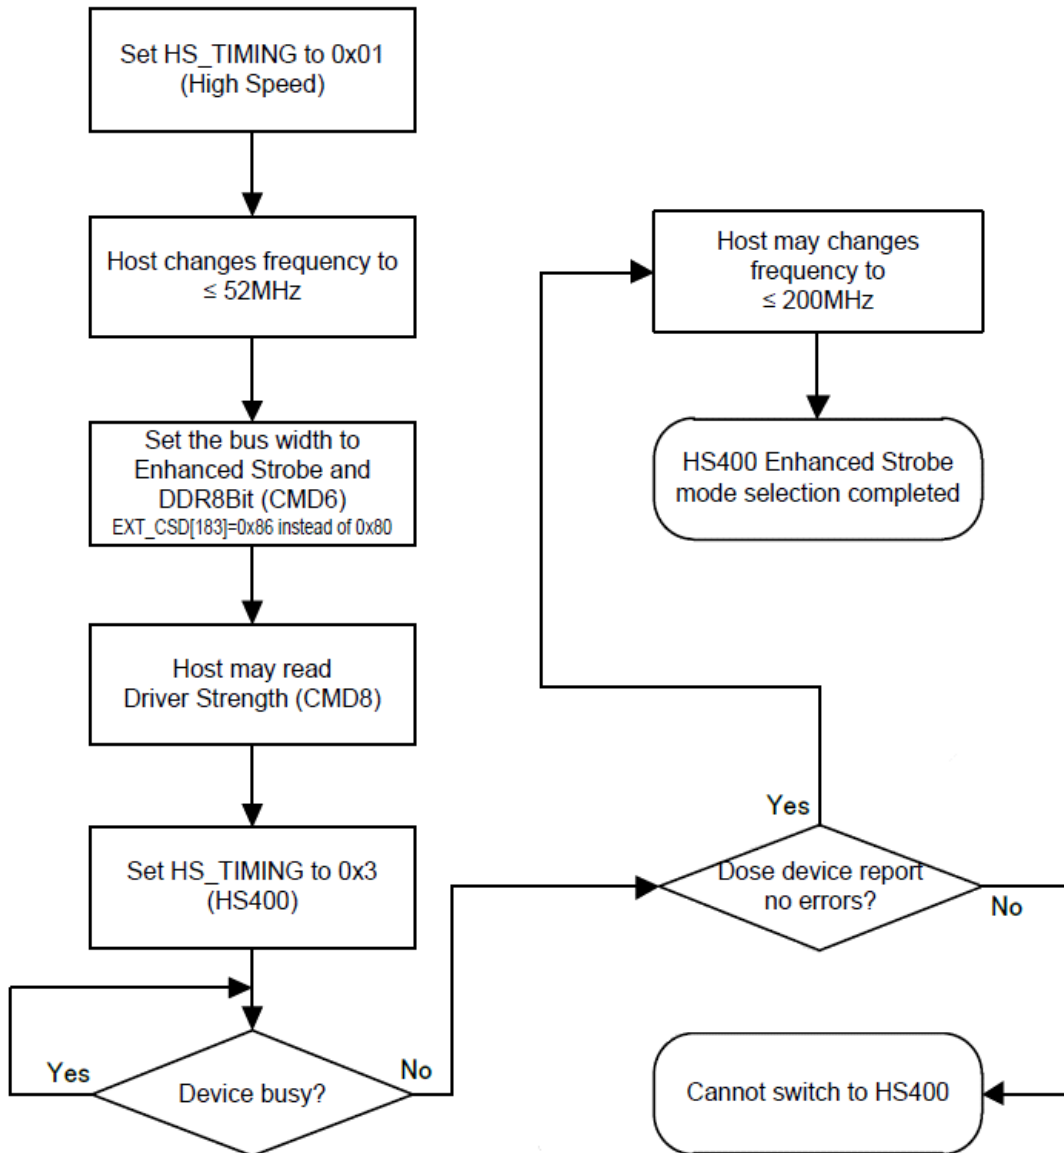 Set HS_TIMING to 0x01
(High Speed)
Host changes frequency to
≤ 52MHz
Set the bus width to
Enhanced Strobe and
DDR8Bit (CMD6)
EXT_CSD[183]=0x86 instead of 0x80
Host may read
Driver Strength (CMD8)
Set HS_TIMING to 0x3
(HS400)
Device busy?
Yes
No
Dose device report
no errors?
Yes
No
Host may changes
frequency to
≤ 200MHz
HS400 Enhanced Strobe
mode selection completed
Cannot switch to HS400